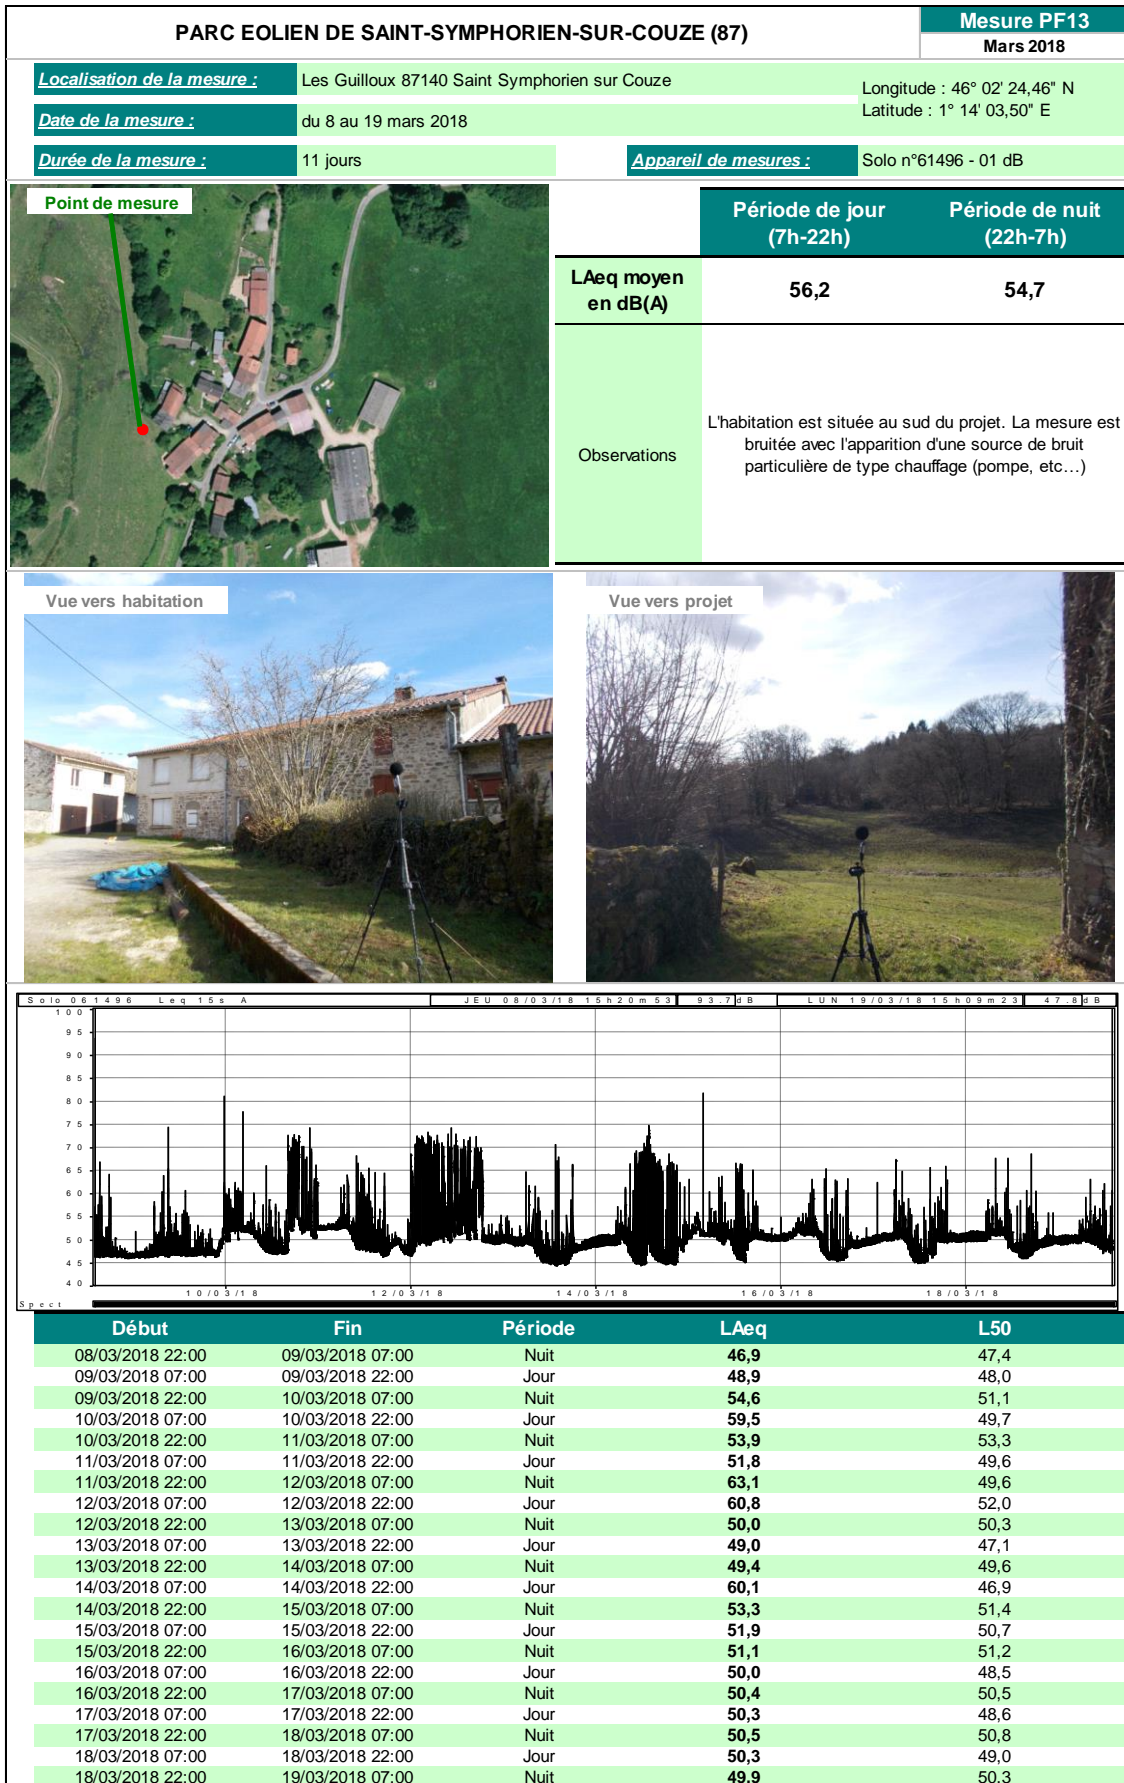 PARC EOLIEN DE SAINT-SYMPHORIEN-SUR-COUZE (87)
Mesure PF13
Mars 2018
Localisation de la mesure :
Les Guilloux 87140 Saint Symphorien sur Couze
Longitude : 46° 02' 24,46" N
Latitude : 1° 14' 03,50" E
Date de la mesure :
du 8 au 19 mars 2018
Durée de la mesure :
11 jours
Appareil de mesures :
Solo n°61496 - 01 dB
Point de mesure
Période de jour (7h-22h)
Période de nuit (22h-7h)
LAeq moyen en dB(A)
56,2
54,7
Observations
L'habitation est située au sud du projet. La mesure est
bruitée avec l'apparition d'une source de bruit
particulière de type chauffage (pompe, etc…)
Vue vers habitation
Vue vers projet
Solo 061496 Leq 15s A JEU 08/03/18 15h20m53 93.7dB LUN 19/03/18 15h09m23 47.8dB
100
95
90
85
80
75
70
65
60
55
50
45
40
10/03/18 12/03/18 14/03/18 16/03/18 18/03/18
Spect
Début Fin Période LAeq L50
08/03/2018 22:00 09/03/2018 07:00 Nuit 46,9 47,4
09/03/2018 07:00 09/03/2018 22:00 Jour 48,9 48,0
09/03/2018 22:00 10/03/2018 07:00 Nuit 54,6 51,1
10/03/2018 07:00 10/03/2018 22:00 Jour 59,5 49,7
10/03/2018 22:00 11/03/2018 07:00 Nuit 53,9 53,3
11/03/2018 07:00 11/03/2018 22:00 Jour 51,8 49,6
11/03/2018 22:00 12/03/2018 07:00 Nuit 63,1 49,6
12/03/2018 07:00 12/03/2018 22:00 Jour 60,8 52,0
12/03/2018 22:00 13/03/2018 07:00 Nuit 50,0 50,3
13/03/2018 07:00 13/03/2018 22:00 Jour 49,0 47,1
13/03/2018 22:00 14/03/2018 07:00 Nuit 49,4 49,6
14/03/2018 07:00 14/03/2018 22:00 Jour 60,1 46,9
14/03/2018 22:00 15/03/2018 07:00 Nuit 53,3 51,4
15/03/2018 07:00 15/03/2018 22:00 Jour 51,9 50,7
15/03/2018 22:00 16/03/2018 07:00 Nuit 51,1 51,2
16/03/2018 07:00 16/03/2018 22:00 Jour 50,0 48,5
16/03/2018 22:00 17/03/2018 07:00 Nuit 50,4 50,5
17/03/2018 07:00 17/03/2018 22:00 Jour 50,3 48,6
17/03/2018 22:00 18/03/2018 07:00 Nuit 50,5 50,8
18/03/2018 07:00 18/03/2018 22:00 Jour 50,3 49,0
18/03/2018 22:00 19/03/2018 07:00 Nuit 49,9 50,3